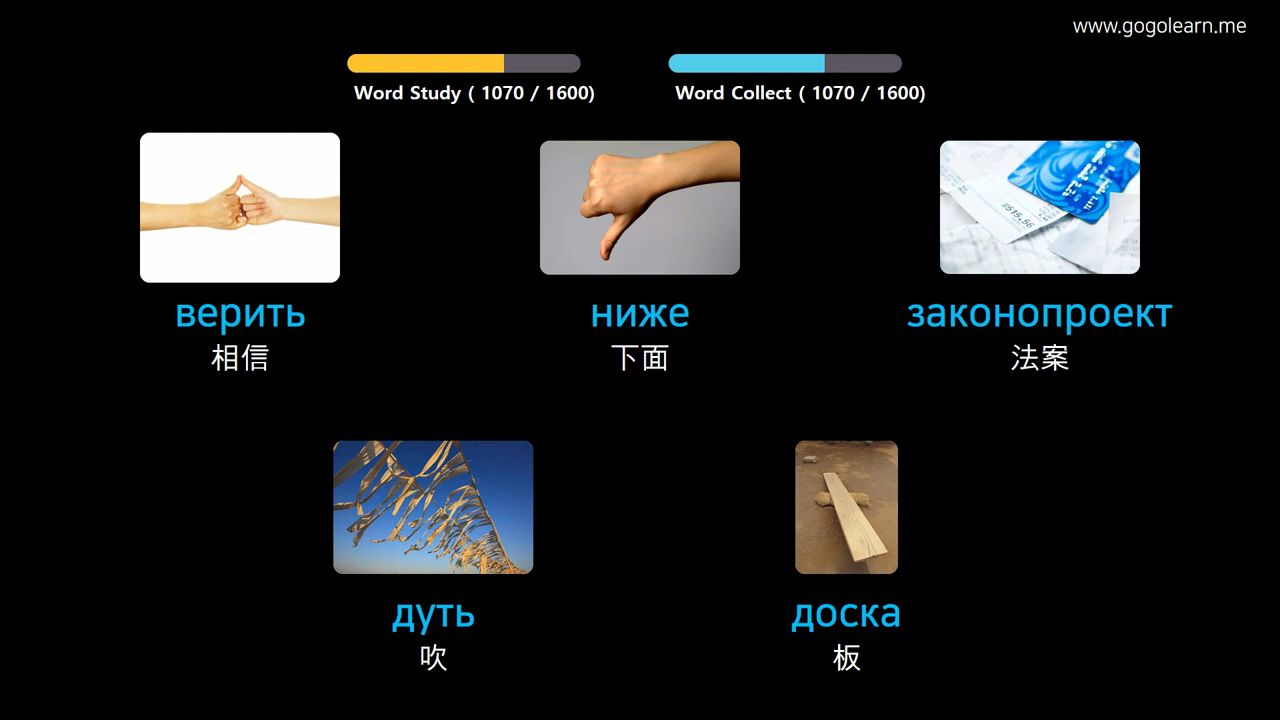 www.gogolearn.me
Word Study ( 1070 / 1600)
Word Collect ( 1070 / 1600)
верить
相信
ниже
下面
законопроект
法案
дуть
吹
доска
板